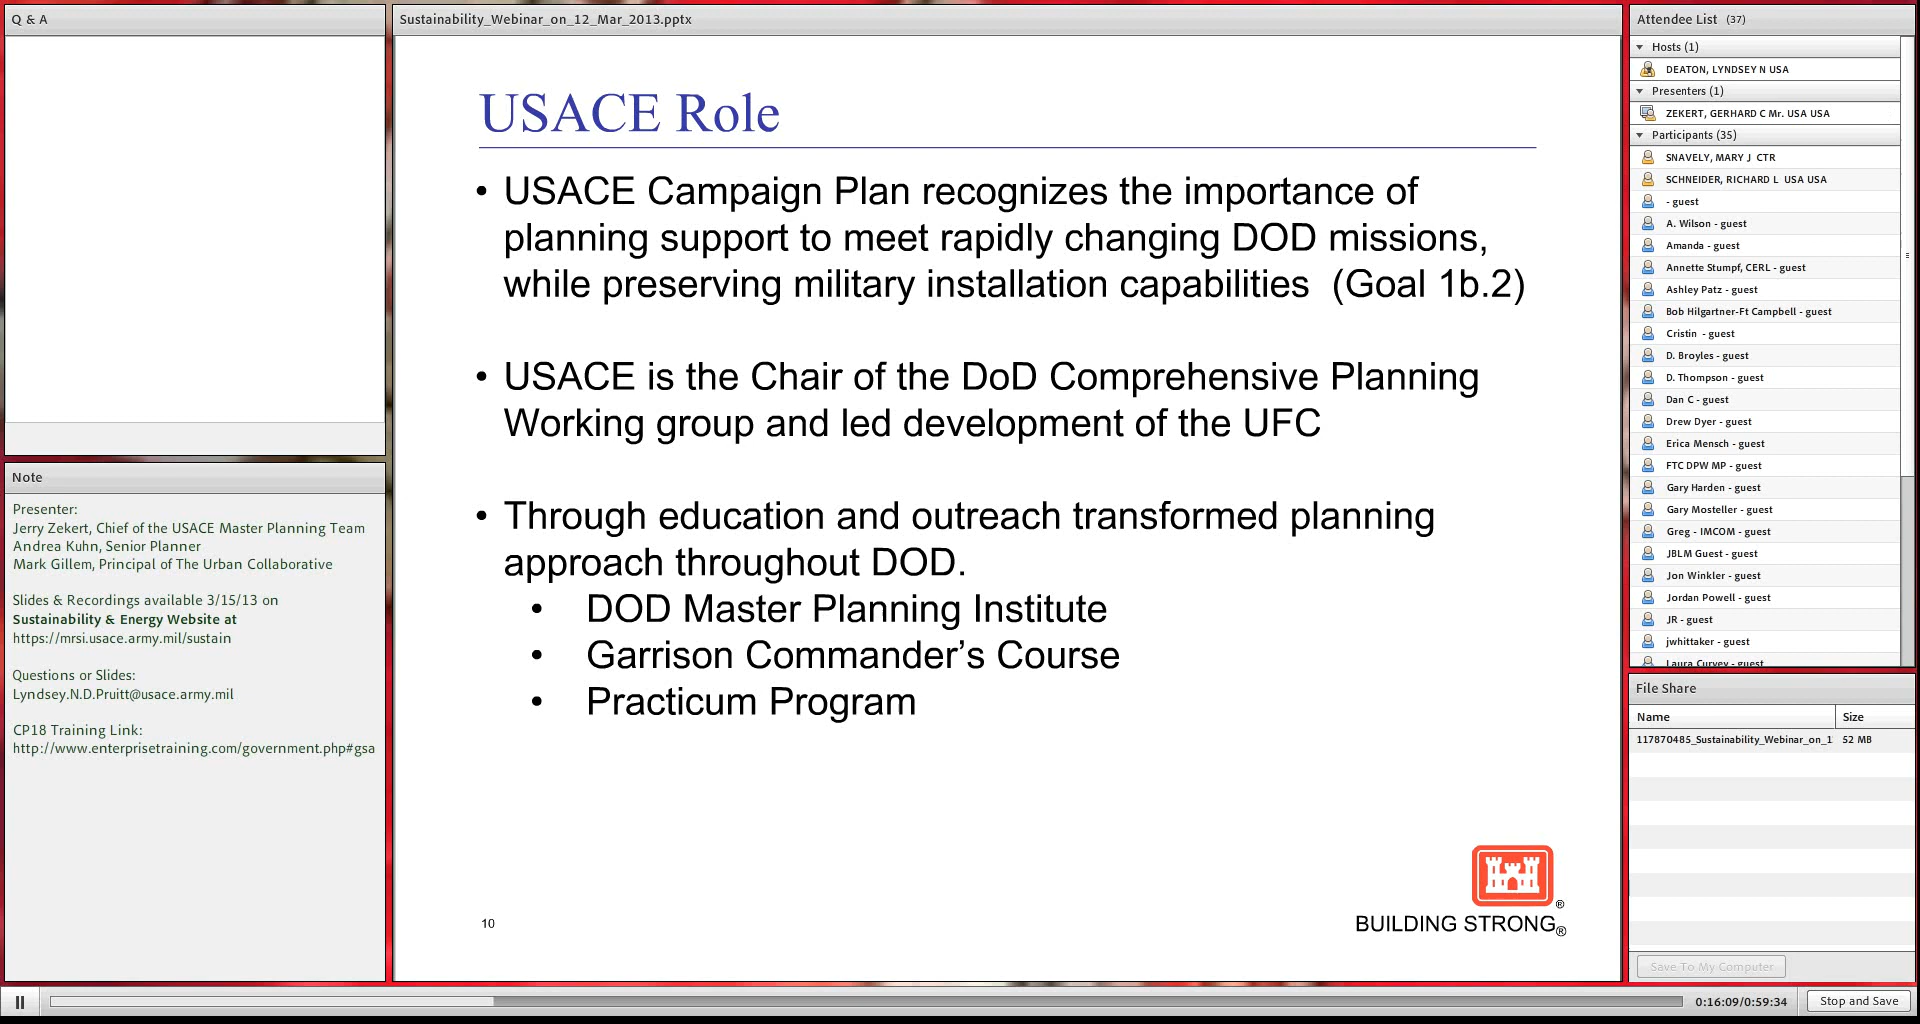 Q & A
Note
Presenter:
Jerry Zekert, Chief of the USACE Master Planning Team
Andrea Kuhn, Senior Planner
Mark Gillem, Principal of The Urban Collaborative
Slides & Recordings available 3/15/13 on
Sustainability & Energy Website at
https://mrsi.usace.army.mil/sustain
Questions or Slides:
Lyndsey.N.D.Pruitt@usace.army.mil
CP18 Training Link:
http://www.enterprisetraining.com/government.php#gsa
Sustainability_Webinar_on_12_Mar_2013.pptx
USACE Role
• USACE Campaign Plan recognizes the importance of
planning support to meet rapidly changing DOD missions,
while preserving military installation capabilities (Goal 1b.2)
• USACE is the Chair of the DoD Comprehensive Planning
Working group and led development of the UFC
• Through education and outreach transformed planning
approach throughout DOD.
• DOD Master Planning Institute
• Garrison Commander’s Course
• Practicum Program
10
®
BUILDING STRONG®
Attendee List (37)
Hosts (1)
DEATON, LYNDSEY N USA
Presenters (1)
ZEKERT, GERHARD C Mr. USA USA
Participants (35)
SNAVELY, MARY J CTR
SCHNEIDER, RICHARD L USA USA
- guest
A. Wilson - guest
Amanda - guest
Annette Stumpf, CERL - guest
Ashley Patz - guest
Bob Hilgartner-Ft Campbell - guest
Cristin - guest
D. Broyles - guest
D. Thompson - guest
Dan C - guest
Drew Dyer - guest
Erica Mensch - guest
FTC DPW MP - guest
Gary Harden - guest
Gary Mosteller - guest
Greg - IMCOM - guest
JBLM Guest - guest
Jon Winkler - guest
Jordan Powell - guest
JR - guest
jwhittaker - guest
Laura Curvey - guest
File Share
Name Size
117870485_Sustainability_Webinar_on_1 52 MB
Save To My Computer
0:16:09/0:59:34
Stop and Save